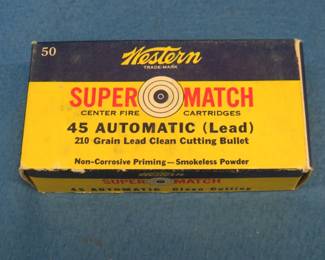 50
Western
TRADE-MARK
SUPER MATCH
CENTER FIRE CARTRIDGES
45 AUTOMATIC (Lead)
210 Grain Lead Clean Cutting Bullet
Non-Corrosive Priming—Smokeless Powder
SUPER MATCH
45 AUTOMATIC Clean Cutting